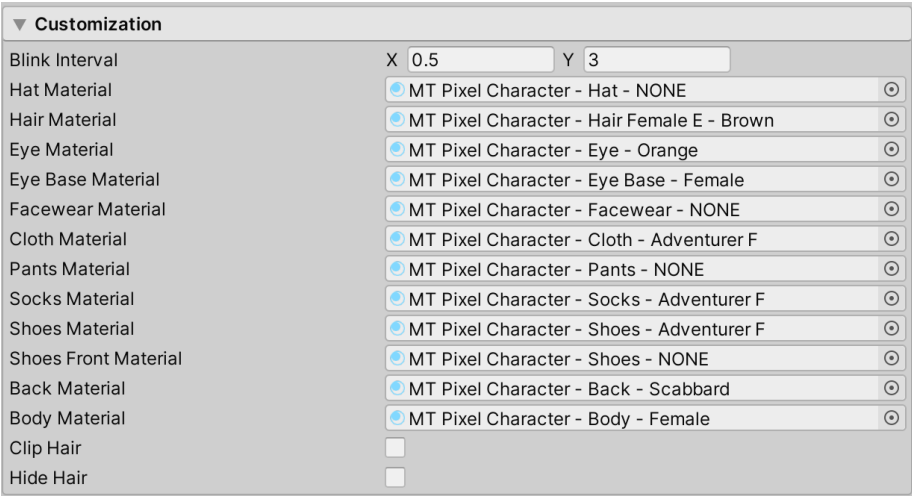 Customization
Blink Interval X 0.5 Y 3
Hat Material MT Pixel Character - Hat - NONE
Hair Material MT Pixel Character - Hair Female E - Brown
Eye Material MT Pixel Character - Eye - Orange
Eye Base Material MT Pixel Character - Eye Base - Female
Facewear Material MT Pixel Character - Facewear - NONE
Cloth Material MT Pixel Character - Cloth - Adventurer F
Pants Material MT Pixel Character - Pants - NONE
Socks Material MT Pixel Character - Socks - Adventurer F
Shoes Material MT Pixel Character - Shoes - Adventurer F
Shoes Front Material MT Pixel Character - Shoes - NONE
Back Material MT Pixel Character - Back - Scabbard
Body Material MT Pixel Character - Body - Female
Clip Hair
Hide Hair